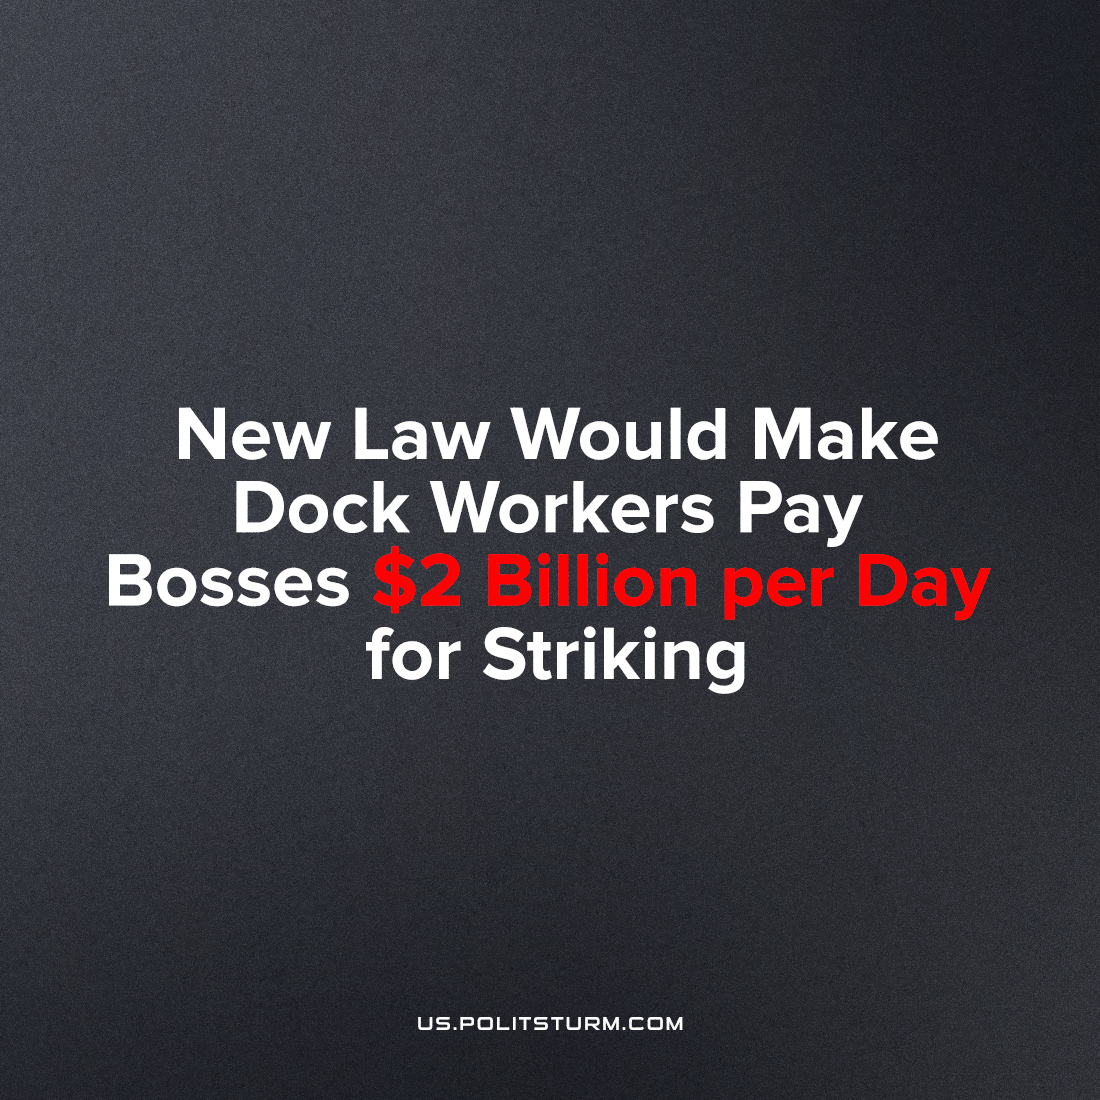 New Law Would Make
Dock Workers Pay
Bosses $2 Billion per Day
for Striking
US.POLITSTURM.COM